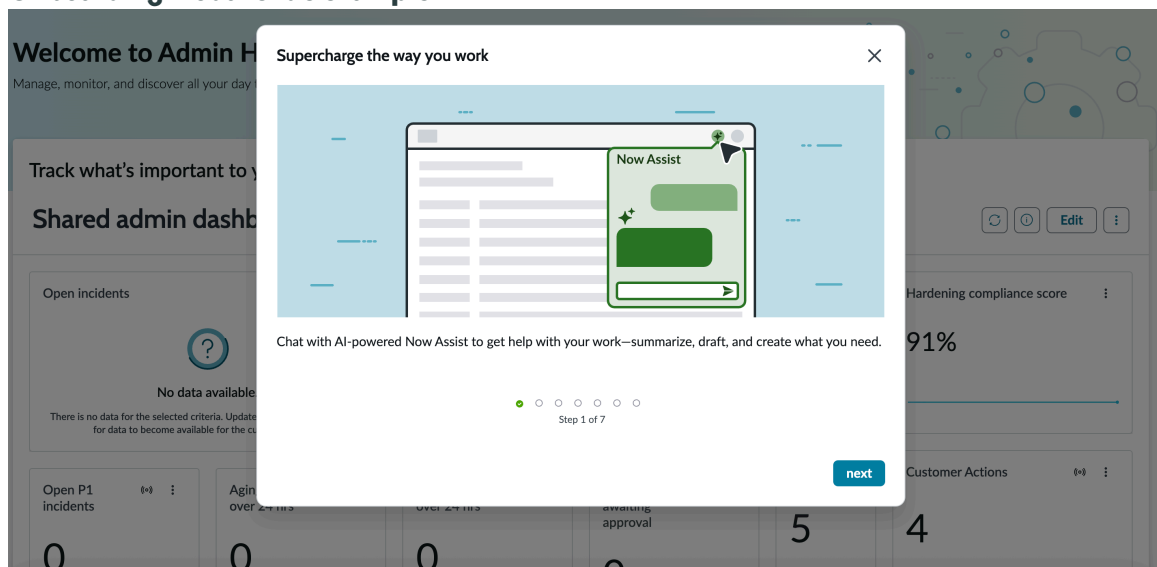 Welcome to Admin H
Manage, monitor, and discover all your day
Supercharge the way you work
Now Assist
Chat with AI-powered Now Assist to get help with your work—summarize, draft, and create what you need.
Step 1 of 7
next
Track what's important to
Shared admin dashb
Edit
Open incidents
No data available
There is no data for the selected criteria. Update
for data to become available for the cu
Hardening compliance score
91%
Open P1
incidents
0
Agin
over 24 hrs
0
over 24 hrs
0
awaiting
approval
5
Customer Actions
4